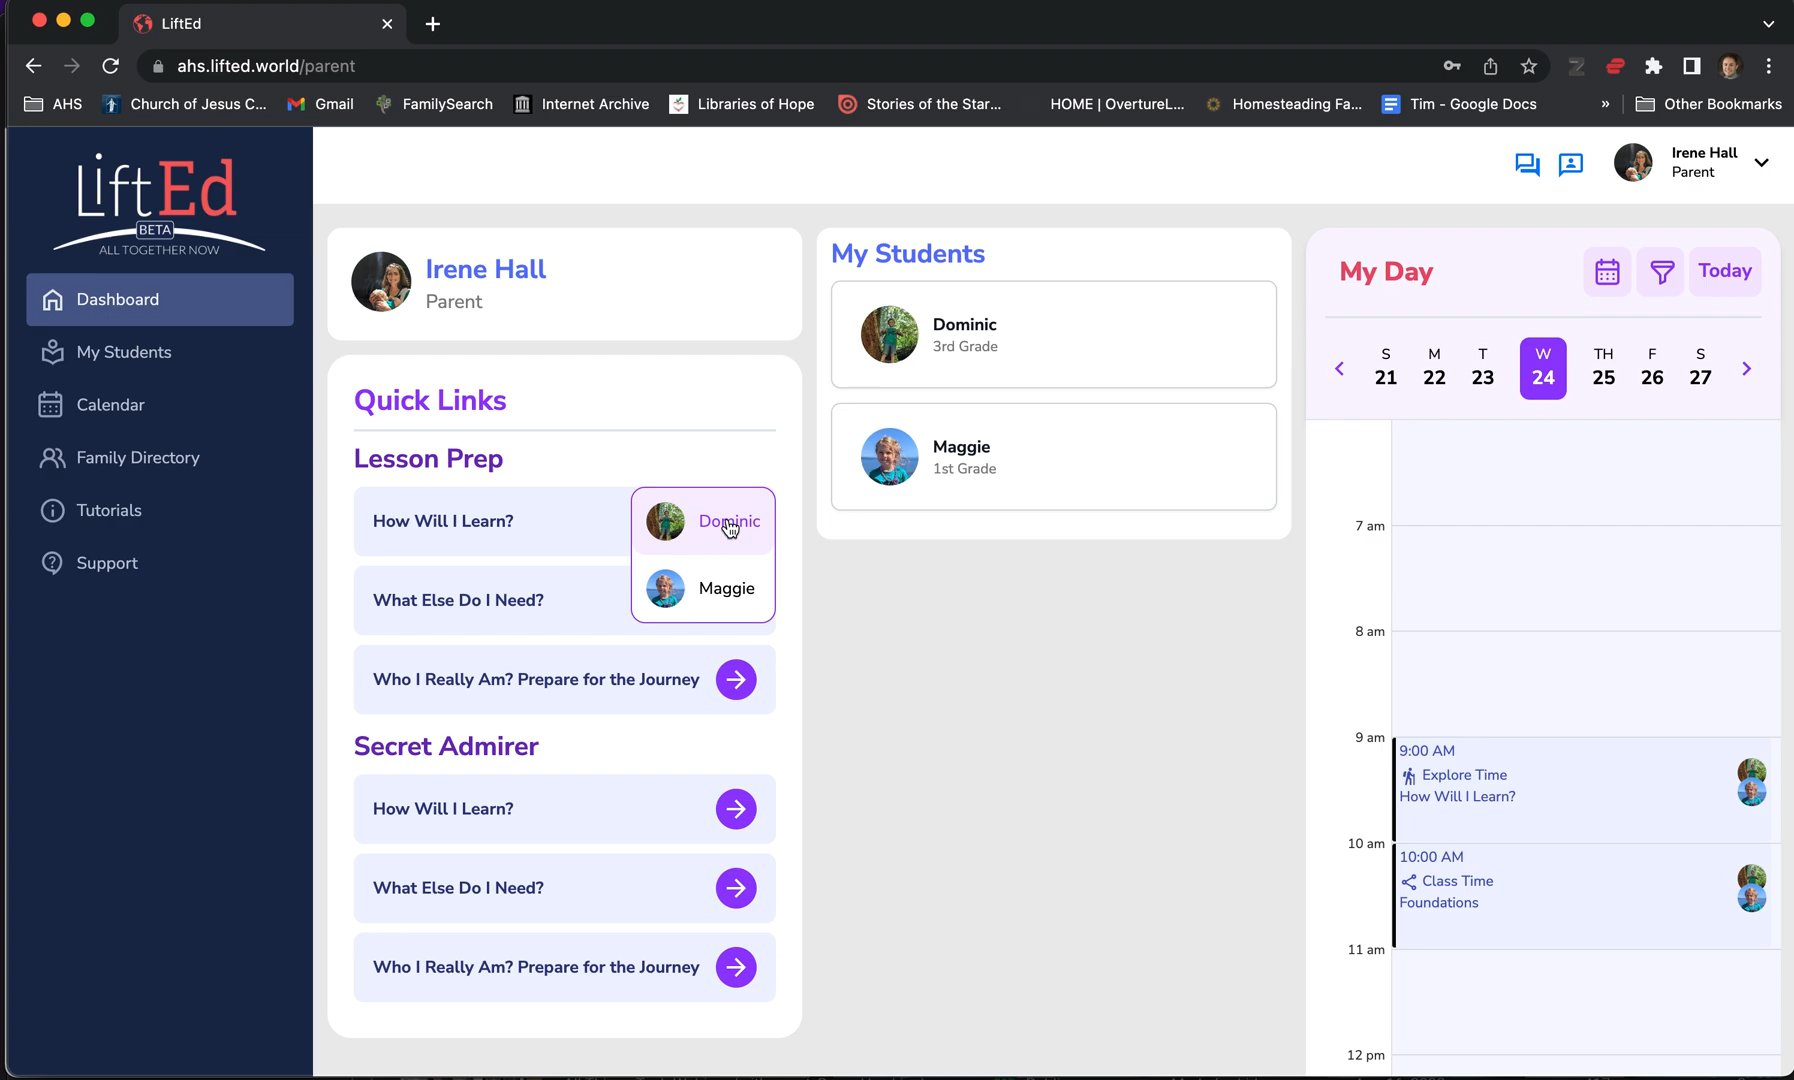 LiftEd
ahs.lifted.world/parent
AHS
Church of Jesus C...
Gmail
FamilySearch
Internet Archive
Libraries of Hope
Stories of the Star...
HOME | OvertureL...
Homesteading Fa...
Tim - Google Docs
»
Other Bookmarks
LiftEd
BETA
ALL TOGETHER NOW
Dashboard
My Students
Calendar
Family Directory
Tutorials
Support
Irene Hall
Parent
Irene Hall
Parent
Quick Links
Lesson Prep
How Will I Learn?
Dominic
Maggie
What Else Do I Need?
Who I Really Am? Prepare for the Journey
Secret Admirer
How Will I Learn?
What Else Do I Need?
Who I Really Am? Prepare for the Journey
My Students
Dominic
3rd Grade
Maggie
1st Grade
My Day
Today
S M T W TH F S
21 22 23 24 25 26 27
7 am
8 am
9 am
9:00 AM
Explore Time
How Will I Learn?
10 am
10:00 AM
Class Time
Foundations
11 am
12 pm